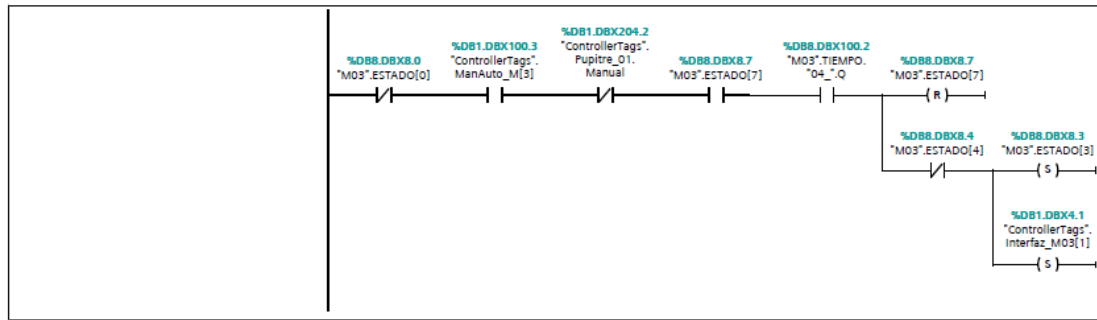 %DB8.DBX8.0
"M03".ESTADO[0]
%DB1.DBX100.3
"ControllerTags".
ManAuto_M[3]
%DB1.DBX204.2
"ControllerTags".
Pupitre_01.
Manual
%DB8.DBX8.7
"M03".ESTADO[7]
%DB8.DBX100.2
"M03".TIEMPO.
"04_".Q
%DB8.DBX8.7
"M03".ESTADO[7]
R
%DB8.DBX8.4
"M03".ESTADO[4]
%DB8.DBX8.3
"M03".ESTADO[3]
S
%DB1.DBX4.1
"ControllerTags".
Interfaz_M03[1]
S